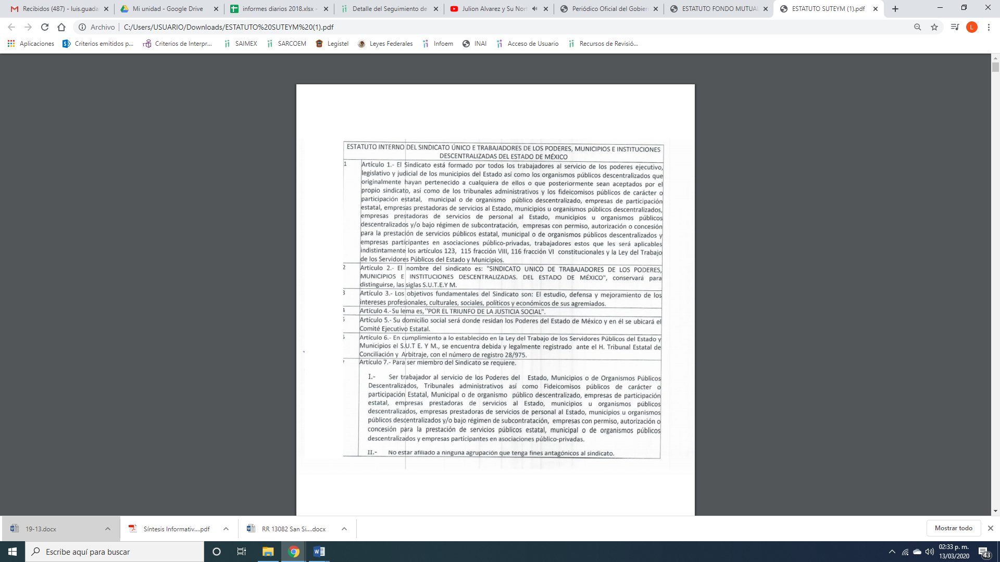 Recibidos (487) - luis.guada
Mi unidad - Google Drive
informes diarios 2018.xlsx -
Detalle del Seguimiento de
Julion Alvarez y Su Nor
Periódico Oficial del Gobier
ESTATUTO FONDO MUTUAL
ESTATUTO SUTEYM (1).pdf
Archivo
C:/Users/USUARIO/Downloads/ESTATUTO%20SUTEYM%20(1).pdf
L
Aplicaciones
Criterios emitidos p...
Criterios de Interpr...
SAIMEX
SARCOEM
Legistel
Leyes Federales
Infoem
INAI
Acceso de Usuario
Recursos de Revisió...
ESTATUTO INTERNO DEL SINDICATO ÚNICO E TRABAJADORES DE LOS PODERES, MUNICIPIOS E INSTITUCIONES
DESCENTRALIZADAS DEL ESTADO DE MÉXICO
1 Artículo 1.- El Sindicato está formado por todos los trabajadores al servicio de los poderes ejecutivo,
legislativo y judicial de los municipios del Estado así como los organismos públicos descentralizados que
originalmente hayan pertenecido a cualquiera de ellos o que posteriormente sean aceptados por el
propio sindicato, así como de los tribunales administrativos y los fideicomisos públicos de carácter o
participación estatal, municipal o de organismo público descentralizado, empresas de participación
estatal, empresas prestadoras de servicios al Estado, municipios u organismos públicos descentralizados,
empresas prestadoras de servicios de personal al Estado, municipios u organismos públicos
descentralizados y/o bajo régimen de subcontratación, empresas con permiso, autorización o concesión
para la prestación de servicios públicos estatal, municipal o de organismos públicos descentralizados y
empresas participantes en asociaciones público-privadas, trabajadores estos que les será aplicables
indistintamente los artículos 123, 115 fracción VIII, 116 fracción VI constitucionales y la Ley del Trabajo
de los Servidores Públicos del Estado y Municipios.
2 Artículo 2.- El nombre del sindicato es: "SINDICATO UNICO DE TRABAJADORES DE LOS PODERES,
MUNICIPIOS E INSTITUCIONES DESCENTRALIZADAS. DEL ESTADO DE MÉXICO", conservará para
distinguirse, las siglas S.U.T.E.Y M.
3 Artículo 3.- Los objetivos fundamentales del Sindicato son: El estudio, defensa y mejoramiento de los
intereses profesionales, culturales, sociales, políticos y económicos de sus agremiados.
4 Artículo 4.- Su lema es, "POR EL TRIUNFO DE LA JUSTICIA SOCIAL".
5 Artículo 5.- Su domicilio social será donde residan los Poderes del Estado de México y en él se ubicará el
Comité Ejecutivo Estatal.
6 Artículo 6.- En cumplimiento a lo establecido en la Ley del Trabajo de los Servidores Públicos del Estado y
Municipios el S.U.T E. Y M., se encuentra debida y legalmente registrado ante el H. Tribunal Estatal de
Conciliación y Arbitraje, con el número de registro 28/975.
7 Artículo 7.- Para ser miembro del Sindicato se requiere.
I.- Ser trabajador al servicio de los Poderes del Estado, Municipios o de Organismos Públicos
Descentralizados, Tribunales administrativos así como Fideicomisos públicos de carácter o
participación Estatal, Municipal o de organismo público descentralizado, empresas de participación
estatal, empresas prestadoras de servicios al Estado, municipios u organismos públicos
descentralizados, empresas prestadoras de servicios de personal al Estado, municipios u organismos
públicos descentralizados y/o bajo régimen de subcontratación, empresas con permiso, autorización o
concesión para la prestación de servicios públicos estatal, municipal o de organismos públicos
descentralizados y empresas participantes en asociaciones público-privadas.
II.- No estar afiliado a ninguna agrupación que tenga fines antagónicos al sindicato.
19-13.docx
Síntesis Informativ....pdf
RR 13082 San Si....docx
Mostrar todo
Escribe aquí para buscar
02:33 p. m.
13/03/2020
43